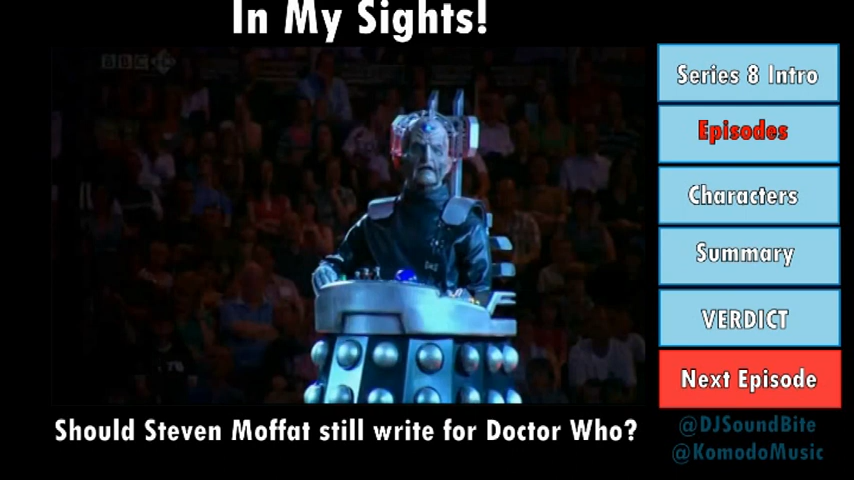 In My Sights!
BBC
Series 8 Intro
Episodes
Characters
Summary
VERDICT
Next Episode
Should Steven Moffat still write for Doctor Who?
@DJSoundBite
@KomodoMusic